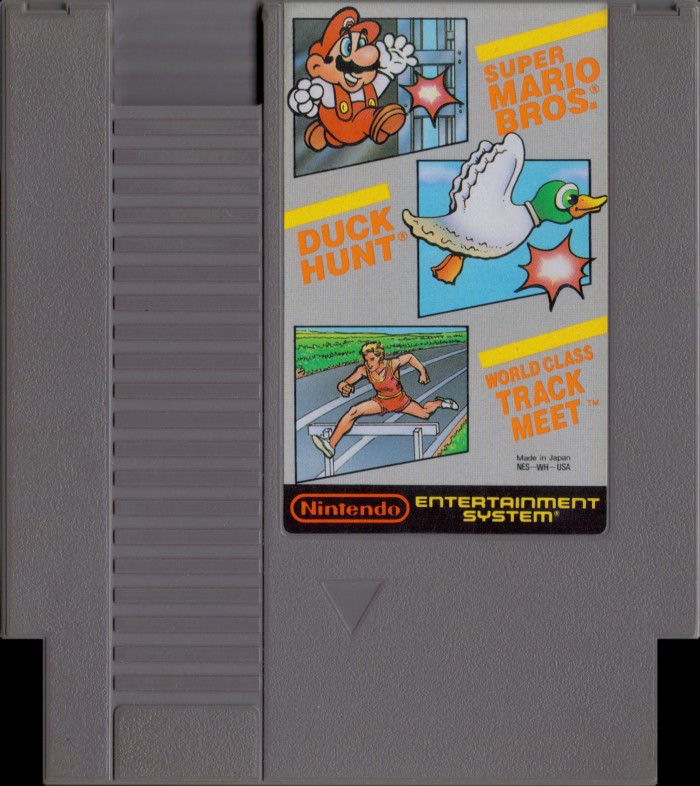 SUPER
MARIO
BROS.®
DUCK
HUNT®
WORLD CLASS
TRACK
MEET™
Made in Japan
NES-WH-USA
Nintendo ENTERTAINMENT
SYSTEM®